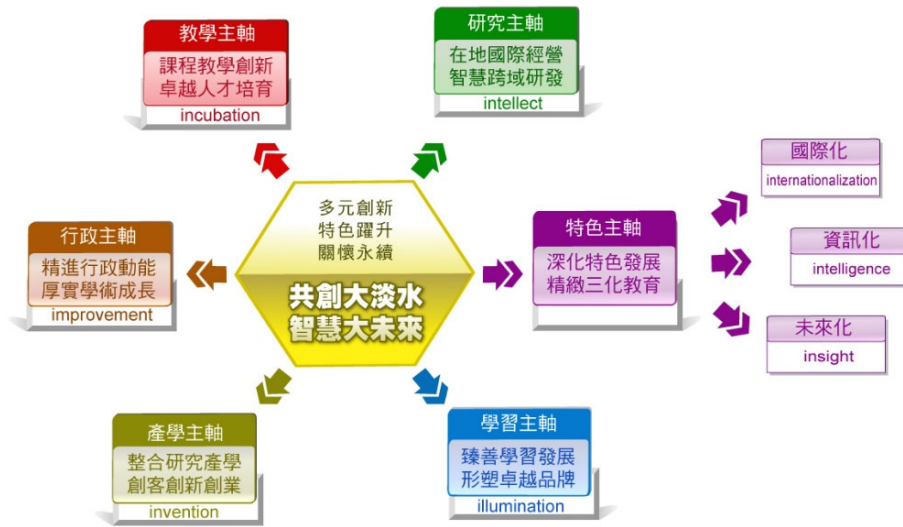 教學主軸
課程教學創新
卓越人才培育
incubation
研究主軸
在地國際經營
智慧跨域研發
intellect
多元創新
特色躍升
關懷永續
共創大淡水
智慧大未來
行政主軸
精進行政動能
厚實學術成長
improvement
特色主軸
深化特色發展
精緻三化教育
國際化
internationalization
資訊化
intelligence
未來化
insight
產學主軸
整合研究產學
創客創新創業
invention
學習主軸
臻善學習發展
形塑卓越品牌
illumination